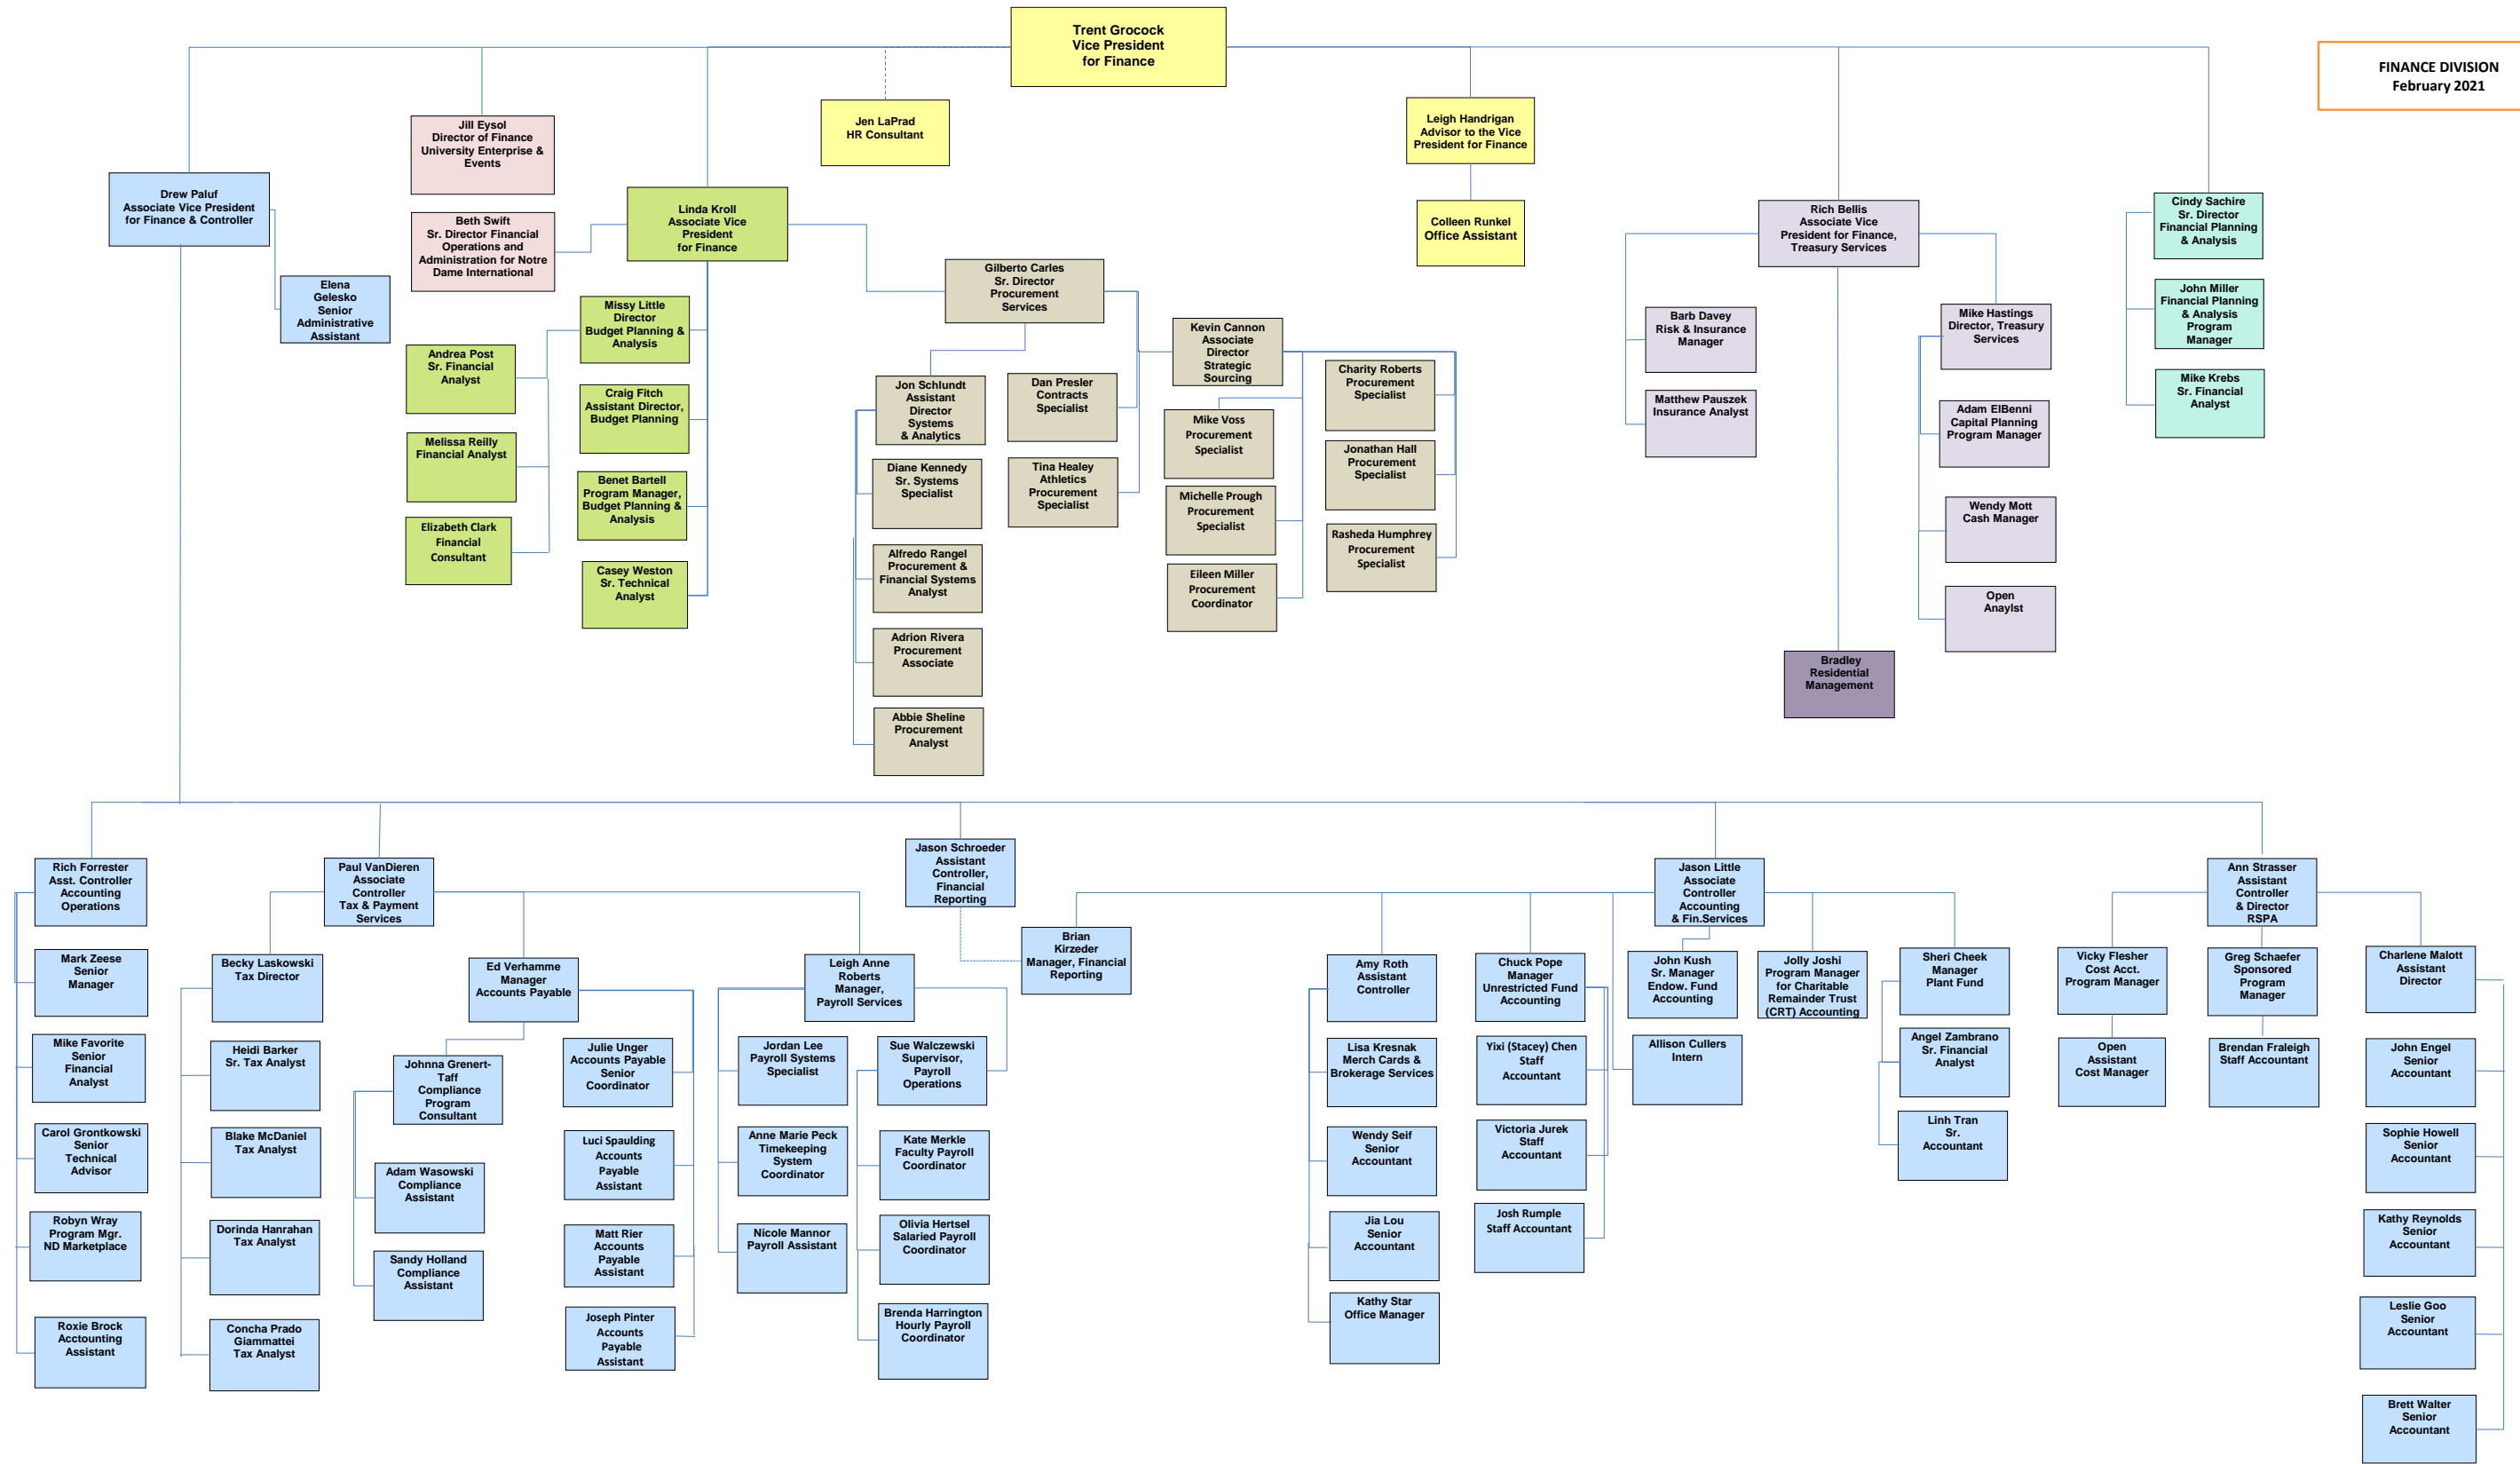 Trent Grocock
Vice President
for Finance
FINANCE DIVISION
February 2021
Jill Eysol
Director of Finance
University Enterprise &
Events
Jen LaPrad
HR Consultant
Leigh Handrigan
Advisor to the Vice
President for Finance
Drew Paluf
Associate Vice President
for Finance & Controller
Beth Swift
Sr. Director Financial
Operations and
Administration for Notre
Dame International
Linda Kroll
Associate Vice
President
for Finance
Colleen Runkel
Office Assistant
Rich Bellis
Associate Vice
President for Finance,
Treasury Services
Cindy Sachire
Sr. Director
Financial Planning
& Analysis
Elena
Gelesko
Senior
Administrative
Assistant
Gilberto Carles
Sr. Director
Procurement
Services
John Miller
Financial Planning
& Analysis
Program
Manager
Missy Little
Director
Budget Planning &
Analysis
Barb Davey
Risk & Insurance
Manager
Mike Hastings
Director, Treasury
Services
Kevin Cannon
Associate
Director
Strategic
Sourcing
Andrea Post
Sr. Financial
Analyst
Charity Roberts
Procurement
Specialist
Mike Krebs
Sr. Financial
Analyst
Jon Schlundt
Assistant
Director
Systems
& Analytics
Dan Presler
Contracts
Specialist
Craig Fitch
Assistant Director,
Budget Planning
Matthew Pauszek
Insurance Analyst
Adam ElBenni
Capital Planning
Program Manager
Mike Voss
Procurement
Specialist
Melissa Reilly
Financial Analyst
Jonathan Hall
Procurement
Specialist
Diane Kennedy
Sr. Systems
Specialist
Tina Healey
Athletics
Procurement
Specialist
Benet Bartell
Program Manager,
Budget Planning &
Analysis
Michelle Prough
Procurement
Specialist
Wendy Mott
Cash Manager
Elizabeth Clark
Financial
Consultant
Rasheda Humphrey
Procurement
Specialist
Alfredo Rangel
Procurement &
Financial Systems
Analyst
Casey Weston
Sr. Technical
Analyst
Eileen Miller
Procurement
Coordinator
Open
Anaylst
Adrion Rivera
Procurement
Associate
Bradley
Residential
Management
Abbie Sheline
Procurement
Analyst
Rich Forrester
Asst. Controller
Accounting
Operations
Paul VanDieren
Associate
Controller
Tax & Payment
Services
Jason Schroeder
Assistant
Controller,
Financial
Reporting
Jason Little
Associate
Controller
Accounting
& Fin.Services
Ann Strasser
Assistant
Controller
& Director
RSPA
Brian
Kirzeder
Manager, Financial
Reporting
Mark Zeese
Senior
Manager
Becky Laskowski
Tax Director
Ed Verhamme
Manager
Accounts Payable
Leigh Anne
Roberts
Manager,
Payroll Services
Amy Roth
Assistant
Controller
Chuck Pope
Manager
Unrestricted Fund
Accounting
John Kush
Sr. Manager
Endow. Fund
Accounting
Jolly Joshi
Program Manager
for Charitable
Remainder Trust
(CRT) Accounting
Sheri Cheek
Manager
Plant Fund
Vicky Flesher
Cost Acct.
Program Manager
Greg Schaefer
Sponsored
Program
Manager
Charlene Malott
Assistant
Director
Mike Favorite
Senior
Financial
Analyst
Heidi Barker
Sr. Tax Analyst
Johnna Grenert-
Taff
Compliance
Program
Consultant
Julie Unger
Accounts Payable
Senior
Coordinator
Jordan Lee
Payroll Systems
Specialist
Sue Walczewski
Supervisor,
Payroll
Operations
Lisa Kresnak
Merch Cards &
Brokerage Services
Yixi (Stacey) Chen
Staff
Accountant
Allison Cullers
Intern
Angel Zambrano
Sr. Financial
Analyst
Open
Assistant
Cost Manager
Brendan Fraleigh
Staff Accountant
John Engel
Senior
Accountant
Carol Grontkowski
Senior
Technical
Advisor
Blake McDaniel
Tax Analyst
Luci Spaulding
Accounts
Payable
Assistant
Anne Marie Peck
Timekeeping
System
Coordinator
Kate Merkle
Faculty Payroll
Coordinator
Wendy Seif
Senior
Accountant
Victoria Jurek
Staff
Accountant
Linh Tran
Sr.
Accountant
Sophie Howell
Senior
Accountant
Adam Wasowski
Compliance
Assistant
Robyn Wray
Program Mgr.
ND Marketplace
Dorinda Hanrahan
Tax Analyst
Matt Rier
Accounts
Payable
Assistant
Nicole Mannor
Payroll Assistant
Olivia Hertsel
Salaried Payroll
Coordinator
Jia Lou
Senior
Accountant
Josh Rumple
Staff Accountant
Kathy Reynolds
Senior
Accountant
Sandy Holland
Compliance
Assistant
Roxie Brock
Acctounting
Assistant
Concha Prado
Giammattei
Tax Analyst
Joseph Pinter
Accounts
Payable
Assistant
Brenda Harrington
Hourly Payroll
Coordinator
Kathy Star
Office Manager
Leslie Goo
Senior
Accountant
Brett Walter
Senior
Accountant